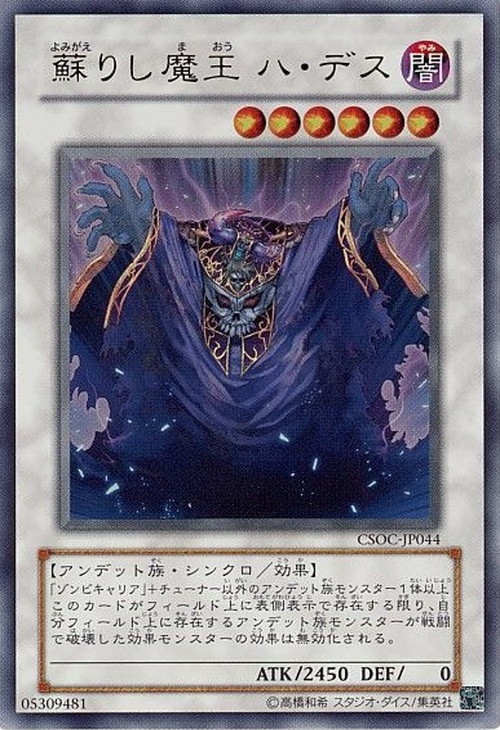 蘇りし魔王 ハ・デス
よみがえ ま おう
闇
やみ
CSOC-JP044
【アンデット族・シンクロ／効果】
「ゾンビキャリア」＋チューナー以外のアンデット族モンスター１体以上
このカードがフィールド上に表側表示で存在する限り、自
分フィールド上に存在するアンデット族モンスターが戦闘
で破壊した効果モンスターの効果は無効化される。
ATK/2450 DEF/ 0
05309481
©高橋和希 スタジオ・ダイス/集英社